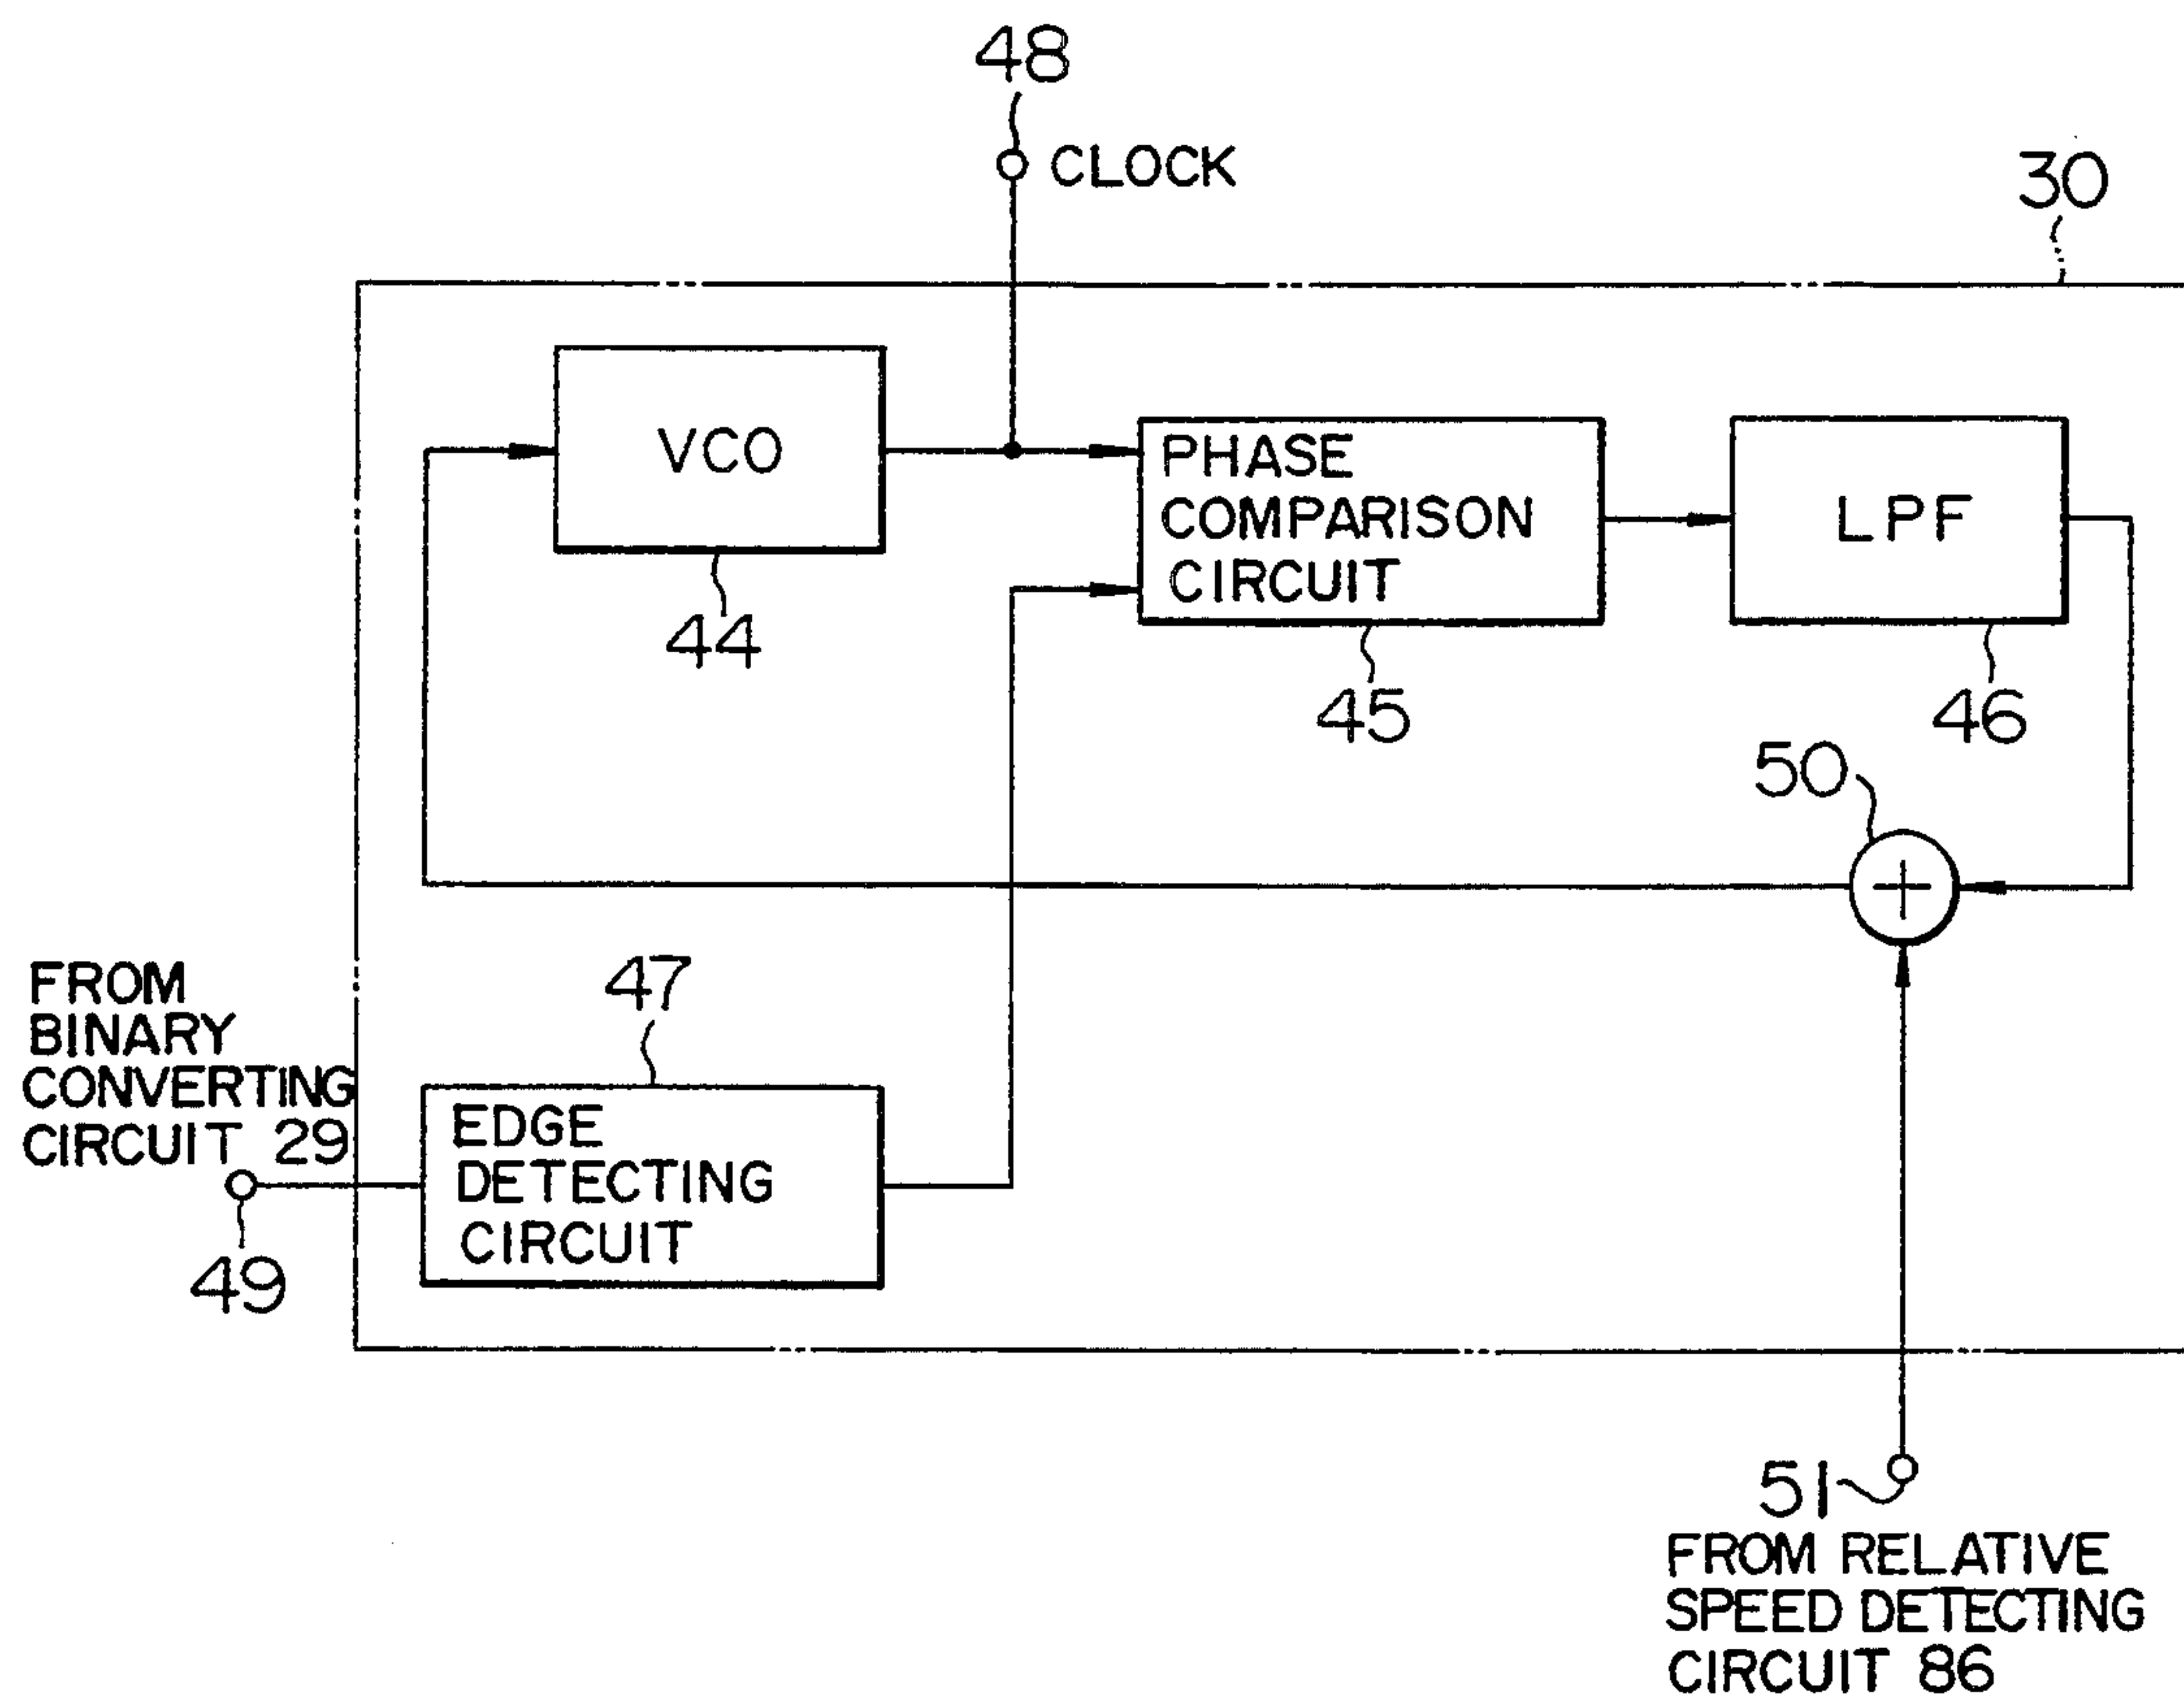 48
CLOCK
30
VCO
44
PHASE
COMPARISON
CIRCUIT
45
LPF
46
50
FROM
BINARY
CONVERTING
CIRCUIT 29
49
47
EDGE
DETECTING
CIRCUIT
+
51
FROM RELATIVE
SPEED DETECTING
CIRCUIT 86